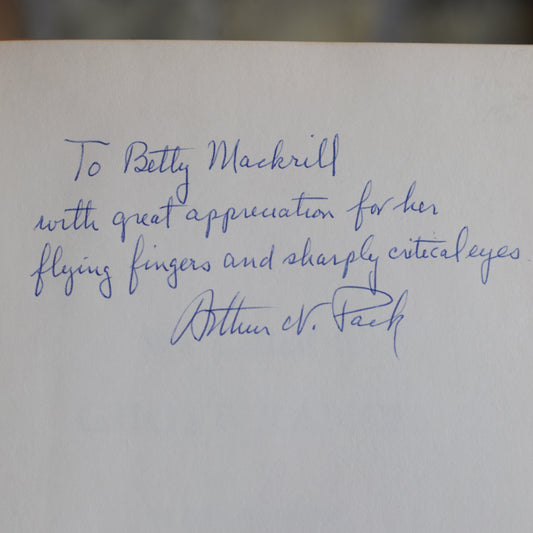 To Betty Mackrill
with great appreciation for her
flying fingers and sharply critical eyes.
Arthur N. Pack